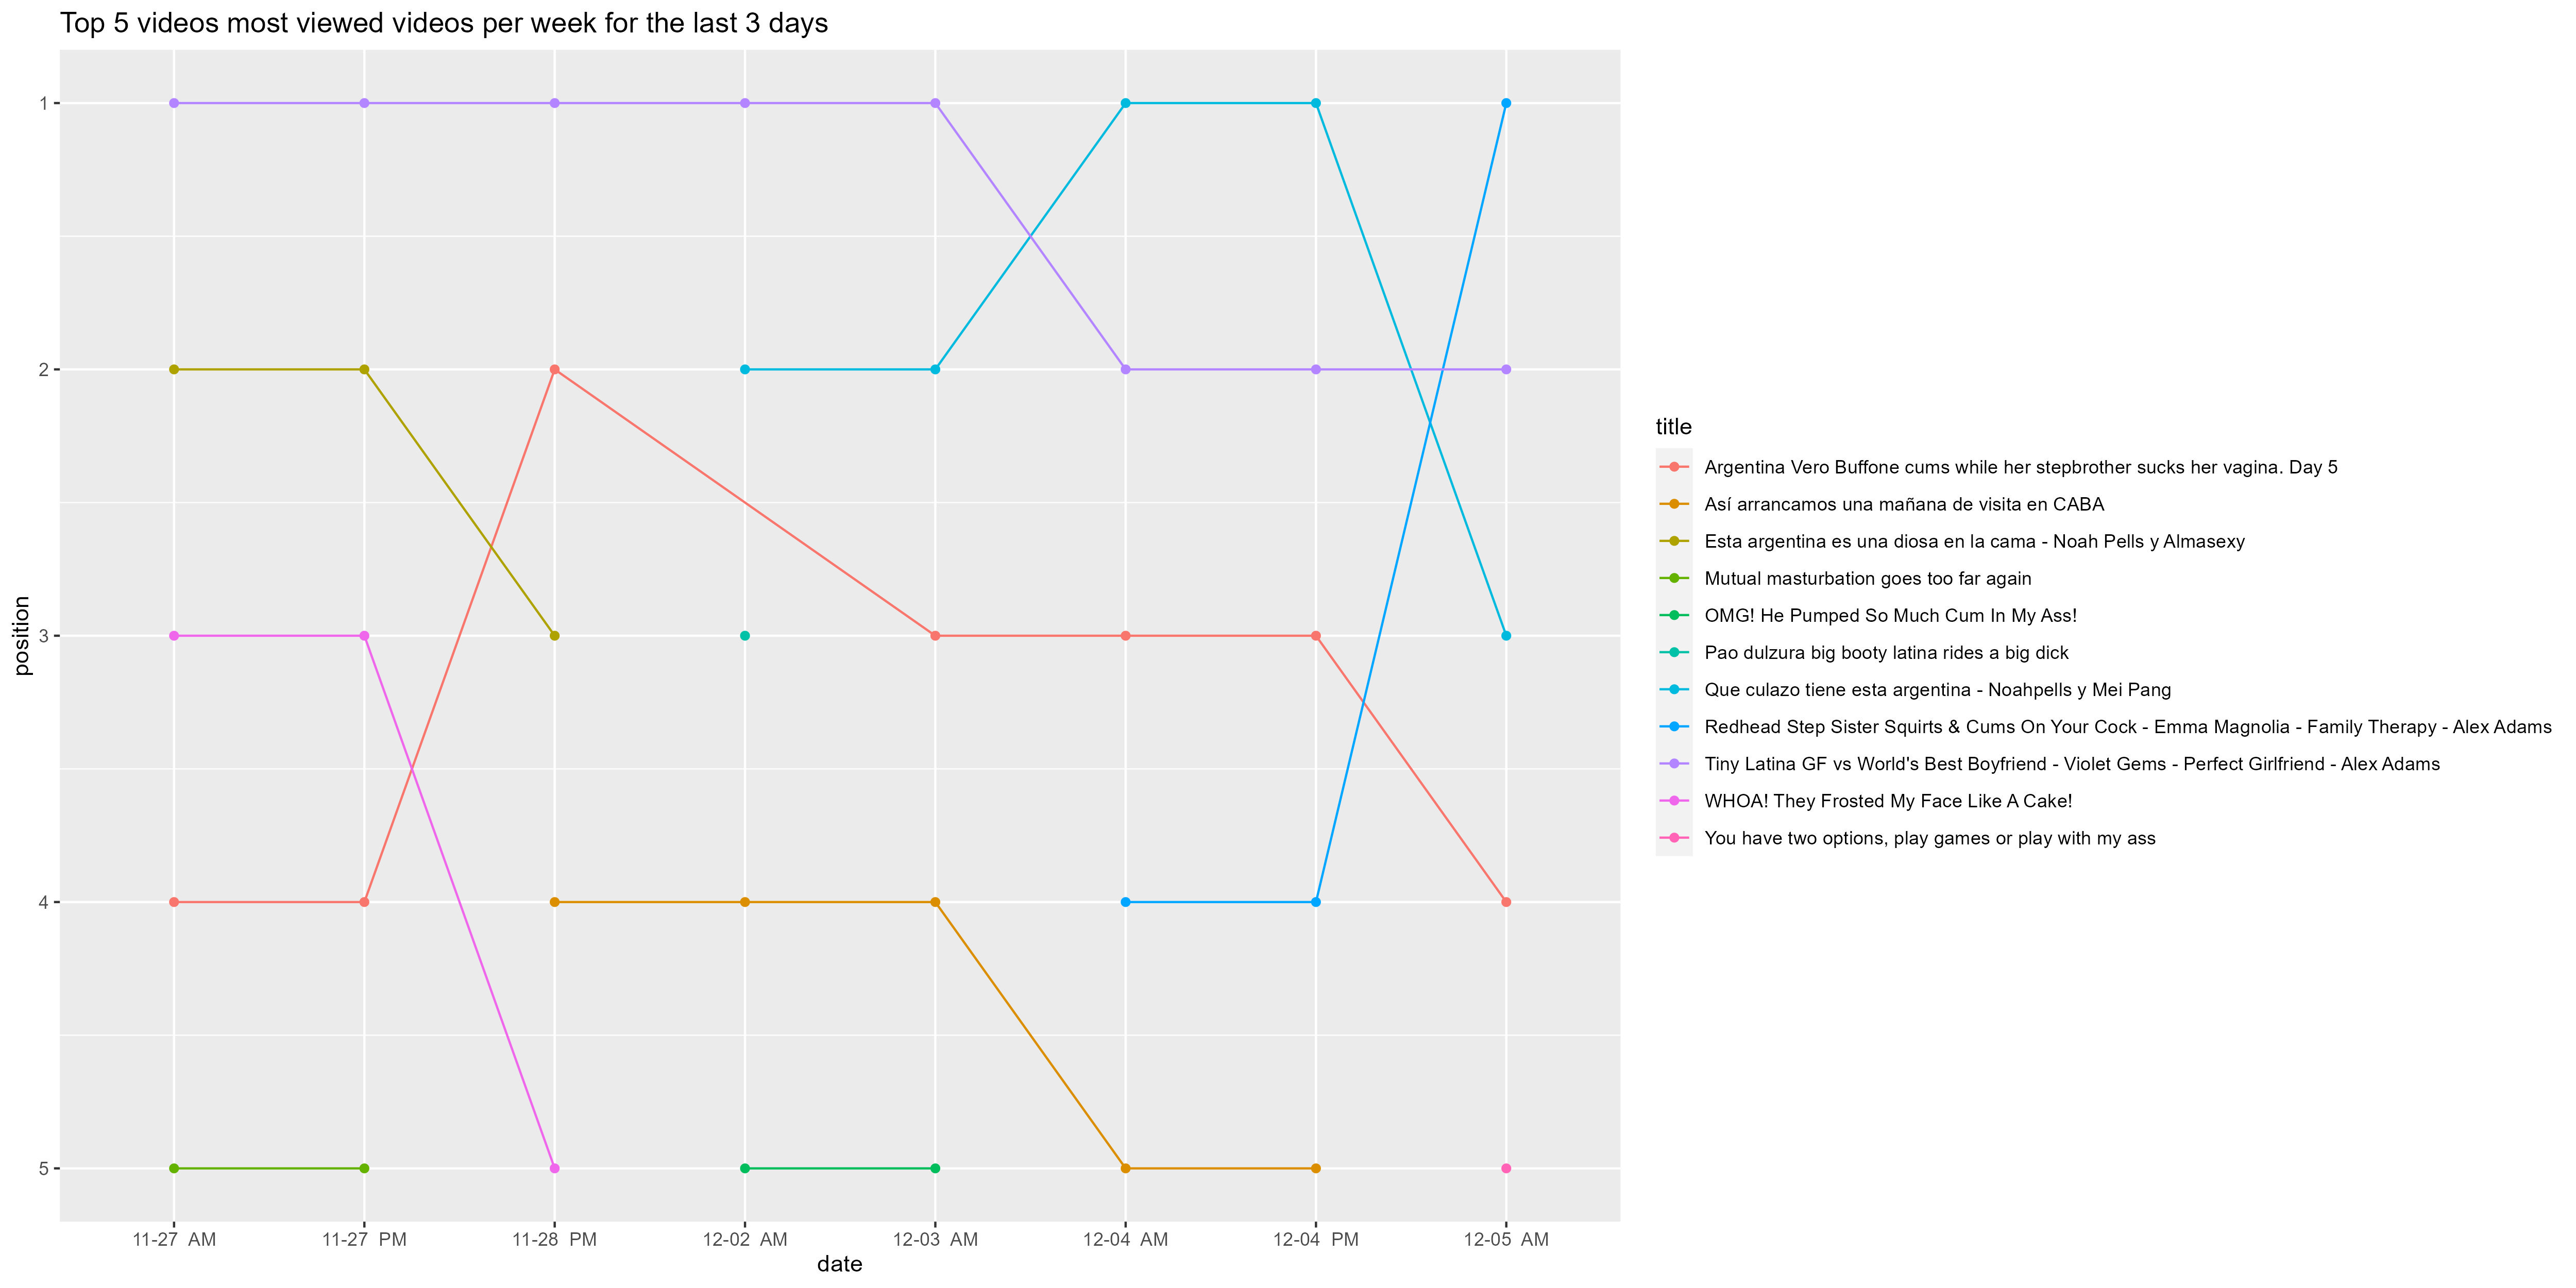 Top 5 videos most viewed videos per week for the last 3 days
position
1
2
3
4
5
11-27 AM
11-27 PM
11-28 PM
12-02 AM
12-03 AM
12-04 AM
12-04 PM
12-05 AM
date
title
Argentina Vero Buffone cums while her stepbrother sucks her vagina. Day 5
Así arrancamos una mañana de visita en CABA
Esta argentina es una diosa en la cama - Noah Pells y Almasexy
Mutual masturbation goes too far again
OMG! He Pumped So Much Cum In My Ass!
Pao dulzura big booty latina rides a big dick
Que culazo tiene esta argentina - Noahpells y Mei Pang
Redhead Step Sister Squirts & Cums On Your Cock - Emma Magnolia - Family Therapy - Alex Adams
Tiny Latina GF vs World's Best Boyfriend - Violet Gems - Perfect Girlfriend - Alex Adams
WHOA! They Frosted My Face Like A Cake!
You have two options, play games or play with my ass